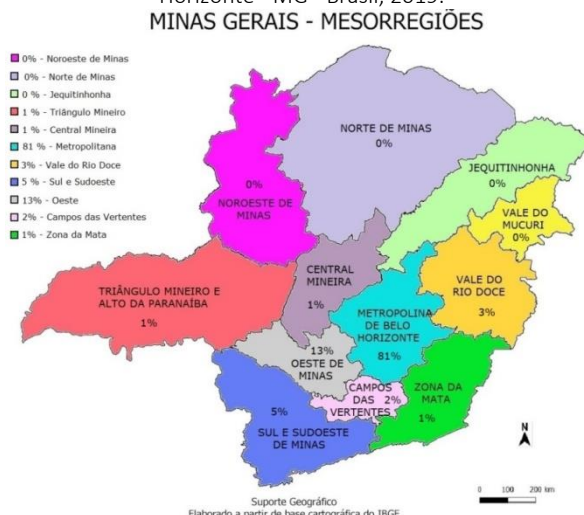 Horizonte - MG - Brasil, 2019.
MINAS GERAIS - MESORREGIÕES
0% - Noroeste de Minas
0% - Norte de Minas
0 % - Jequitinhonha
1 % - Triângulo Mineiro
1 % - Central Mineira
81 % - Metropolitana
3% - Vale do Rio Doce
5 % - Sul e Sudoeste
13% - Oeste
2% - Campos das Vertentes
1% - Zona da Mata
NORTE DE MINAS
0%
JEQUITINHONHA
0%
0%
NOROESTE DE
MINAS
VALE DO
MUCURI
0%
CENTRAL
MINEIRA
1%
VALE DO
RIO DOCE
3%
TRIÂNGULO MINEIRO E
ALTO DA PARANAÍBA
1%
METROPOLINA
DE BELO
HORIZONTE
81%
13%
OESTE
DE MINAS
CAMPOS
DAS 2%
VERTENTES
ZONA
DA MATA
1%
5%
SUL E SUDOESTE
DE MINAS
N
0 100 200 km
Suporte Geográfico
Elaborado a partir de base cartográfica do IBGE